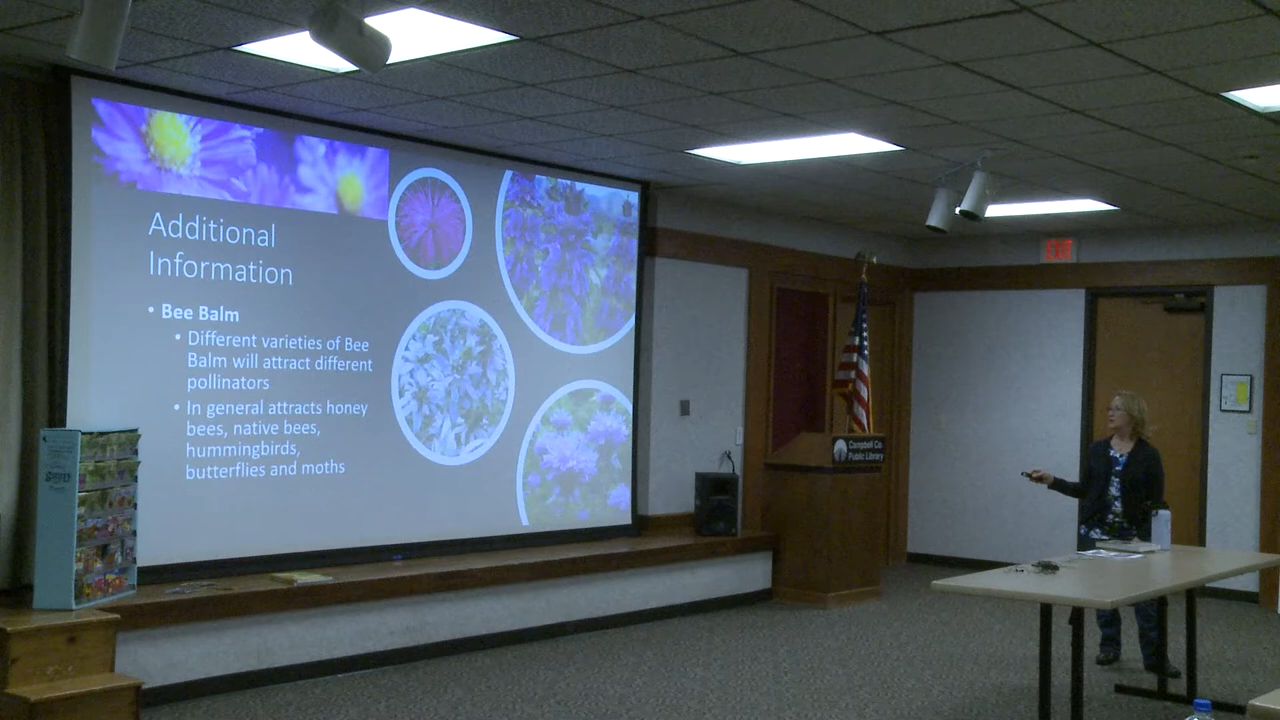 Additional
Information
• Bee Balm
• Different varieties of Bee
Balm will attract different
pollinators
• In general attracts honey
bees, native bees,
hummingbirds,
butterflies and moths
EXIT
Campbell Co.
Public Library